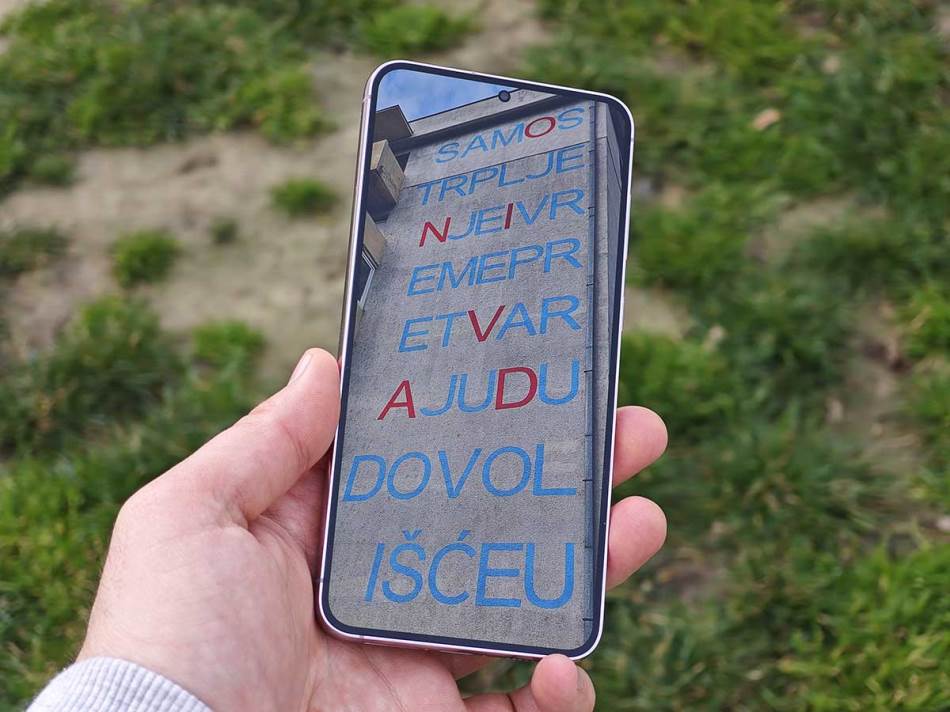 SAMOS
TRPLJE
NJEIVR
EMEPR
ETVAR
AJUDU
DOVOL
IŠĆEU